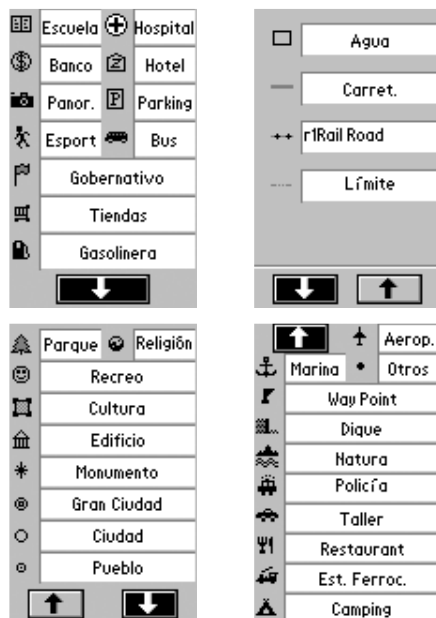 Escuela Hospital
Banco Hotel
Panor. P Parking
Esport Bus
Gobernativo
Tiendas
Gasolinera
Agua
Carret.
r1Rail Road
Límite
Parque Religión
Recreo
Cultura
Edificio
Monumento
Gran Ciudad
Ciudad
Pueblo
Aerop.
Marina Otros
Way Point
Dique
Natura
Policía
Taller
Restaurant
Est. Ferroc.
Camping